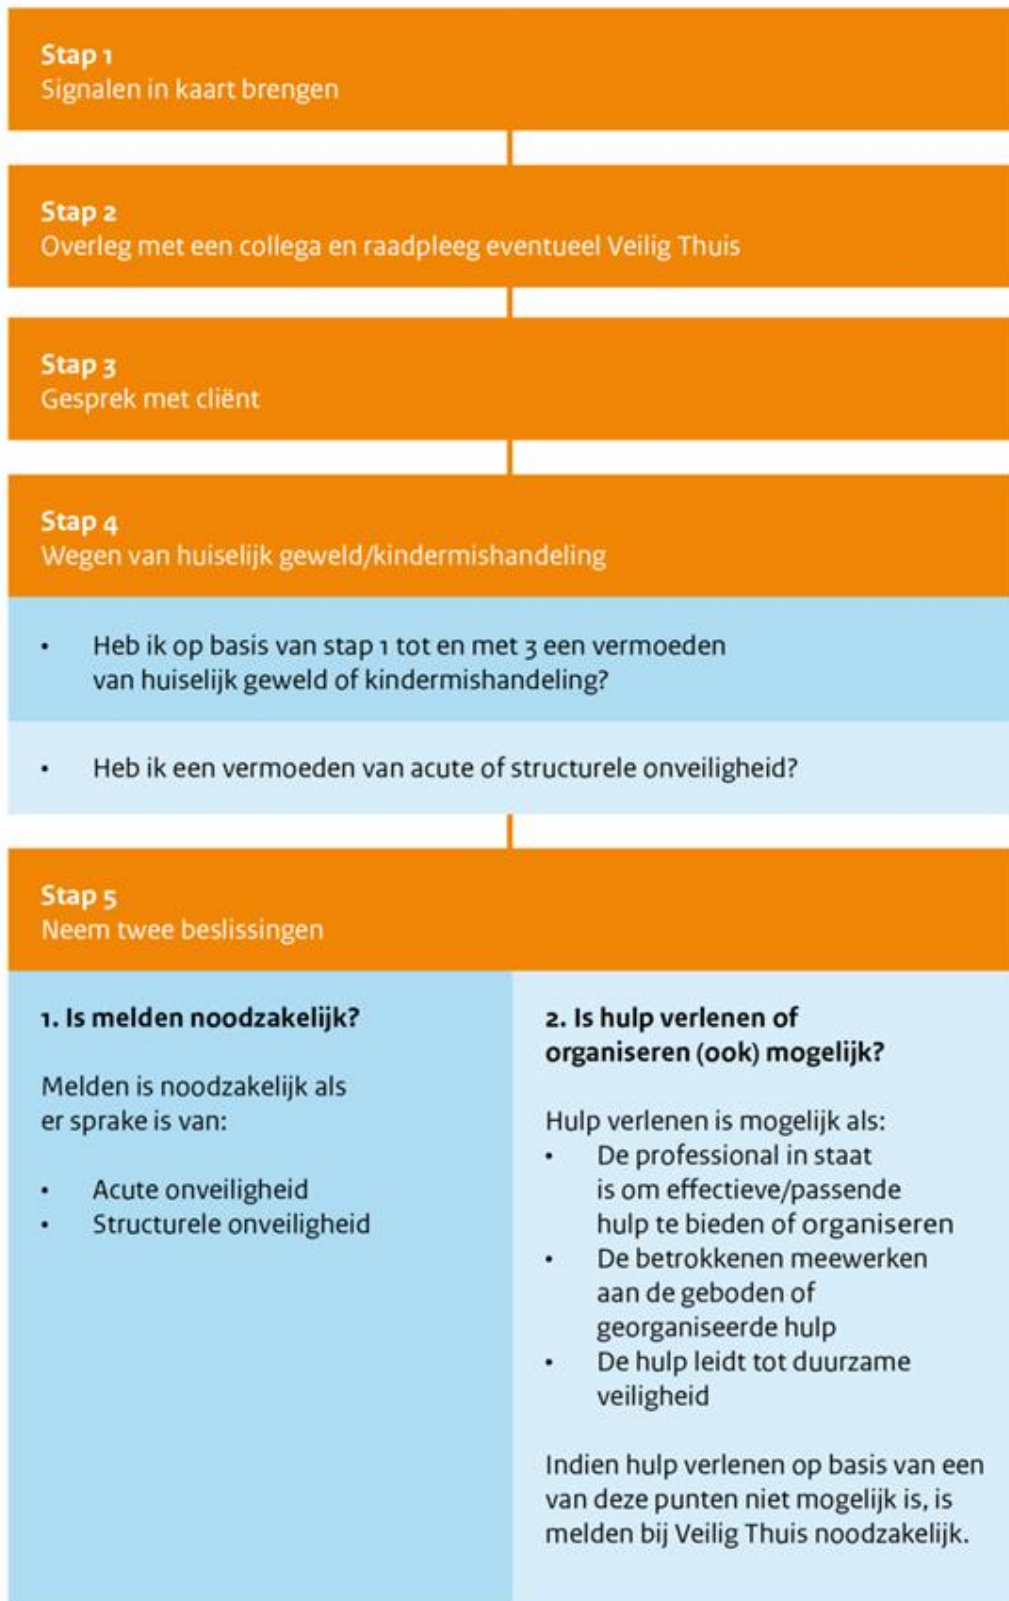 Stap 1
Signalen in kaart brengen
Stap 2
Overleg met een collega en raadpleeg eventueel Veilig Thuis
Stap 3
Gesprek met cliënt
Stap 4
Wegen van huiselijk geweld/kindermishandeling
• Heb ik op basis van stap 1 tot en met 3 een vermoeden
van huiselijk geweld of kindermishandeling?
• Heb ik een vermoeden van acute of structurele onveiligheid?
Stap 5
Neem twee beslissingen
1. Is melden noodzakelijk?
Melden is noodzakelijk als
er sprake is van:
• Acute onveiligheid
• Structurele onveiligheid
2. Is hulp verlenen of
organiseren (ook) mogelijk?
Hulp verlenen is mogelijk als:
• De professional in staat
is om effectieve/passende
hulp te bieden of organiseren
• De betrokkenen meewerken
aan de geboden of
georganiseerde hulp
• De hulp leidt tot duurzame
veiligheid
Indien hulp verlenen op basis van een
van deze punten niet mogelijk is, is
melden bij Veilig Thuis noodzakelijk.